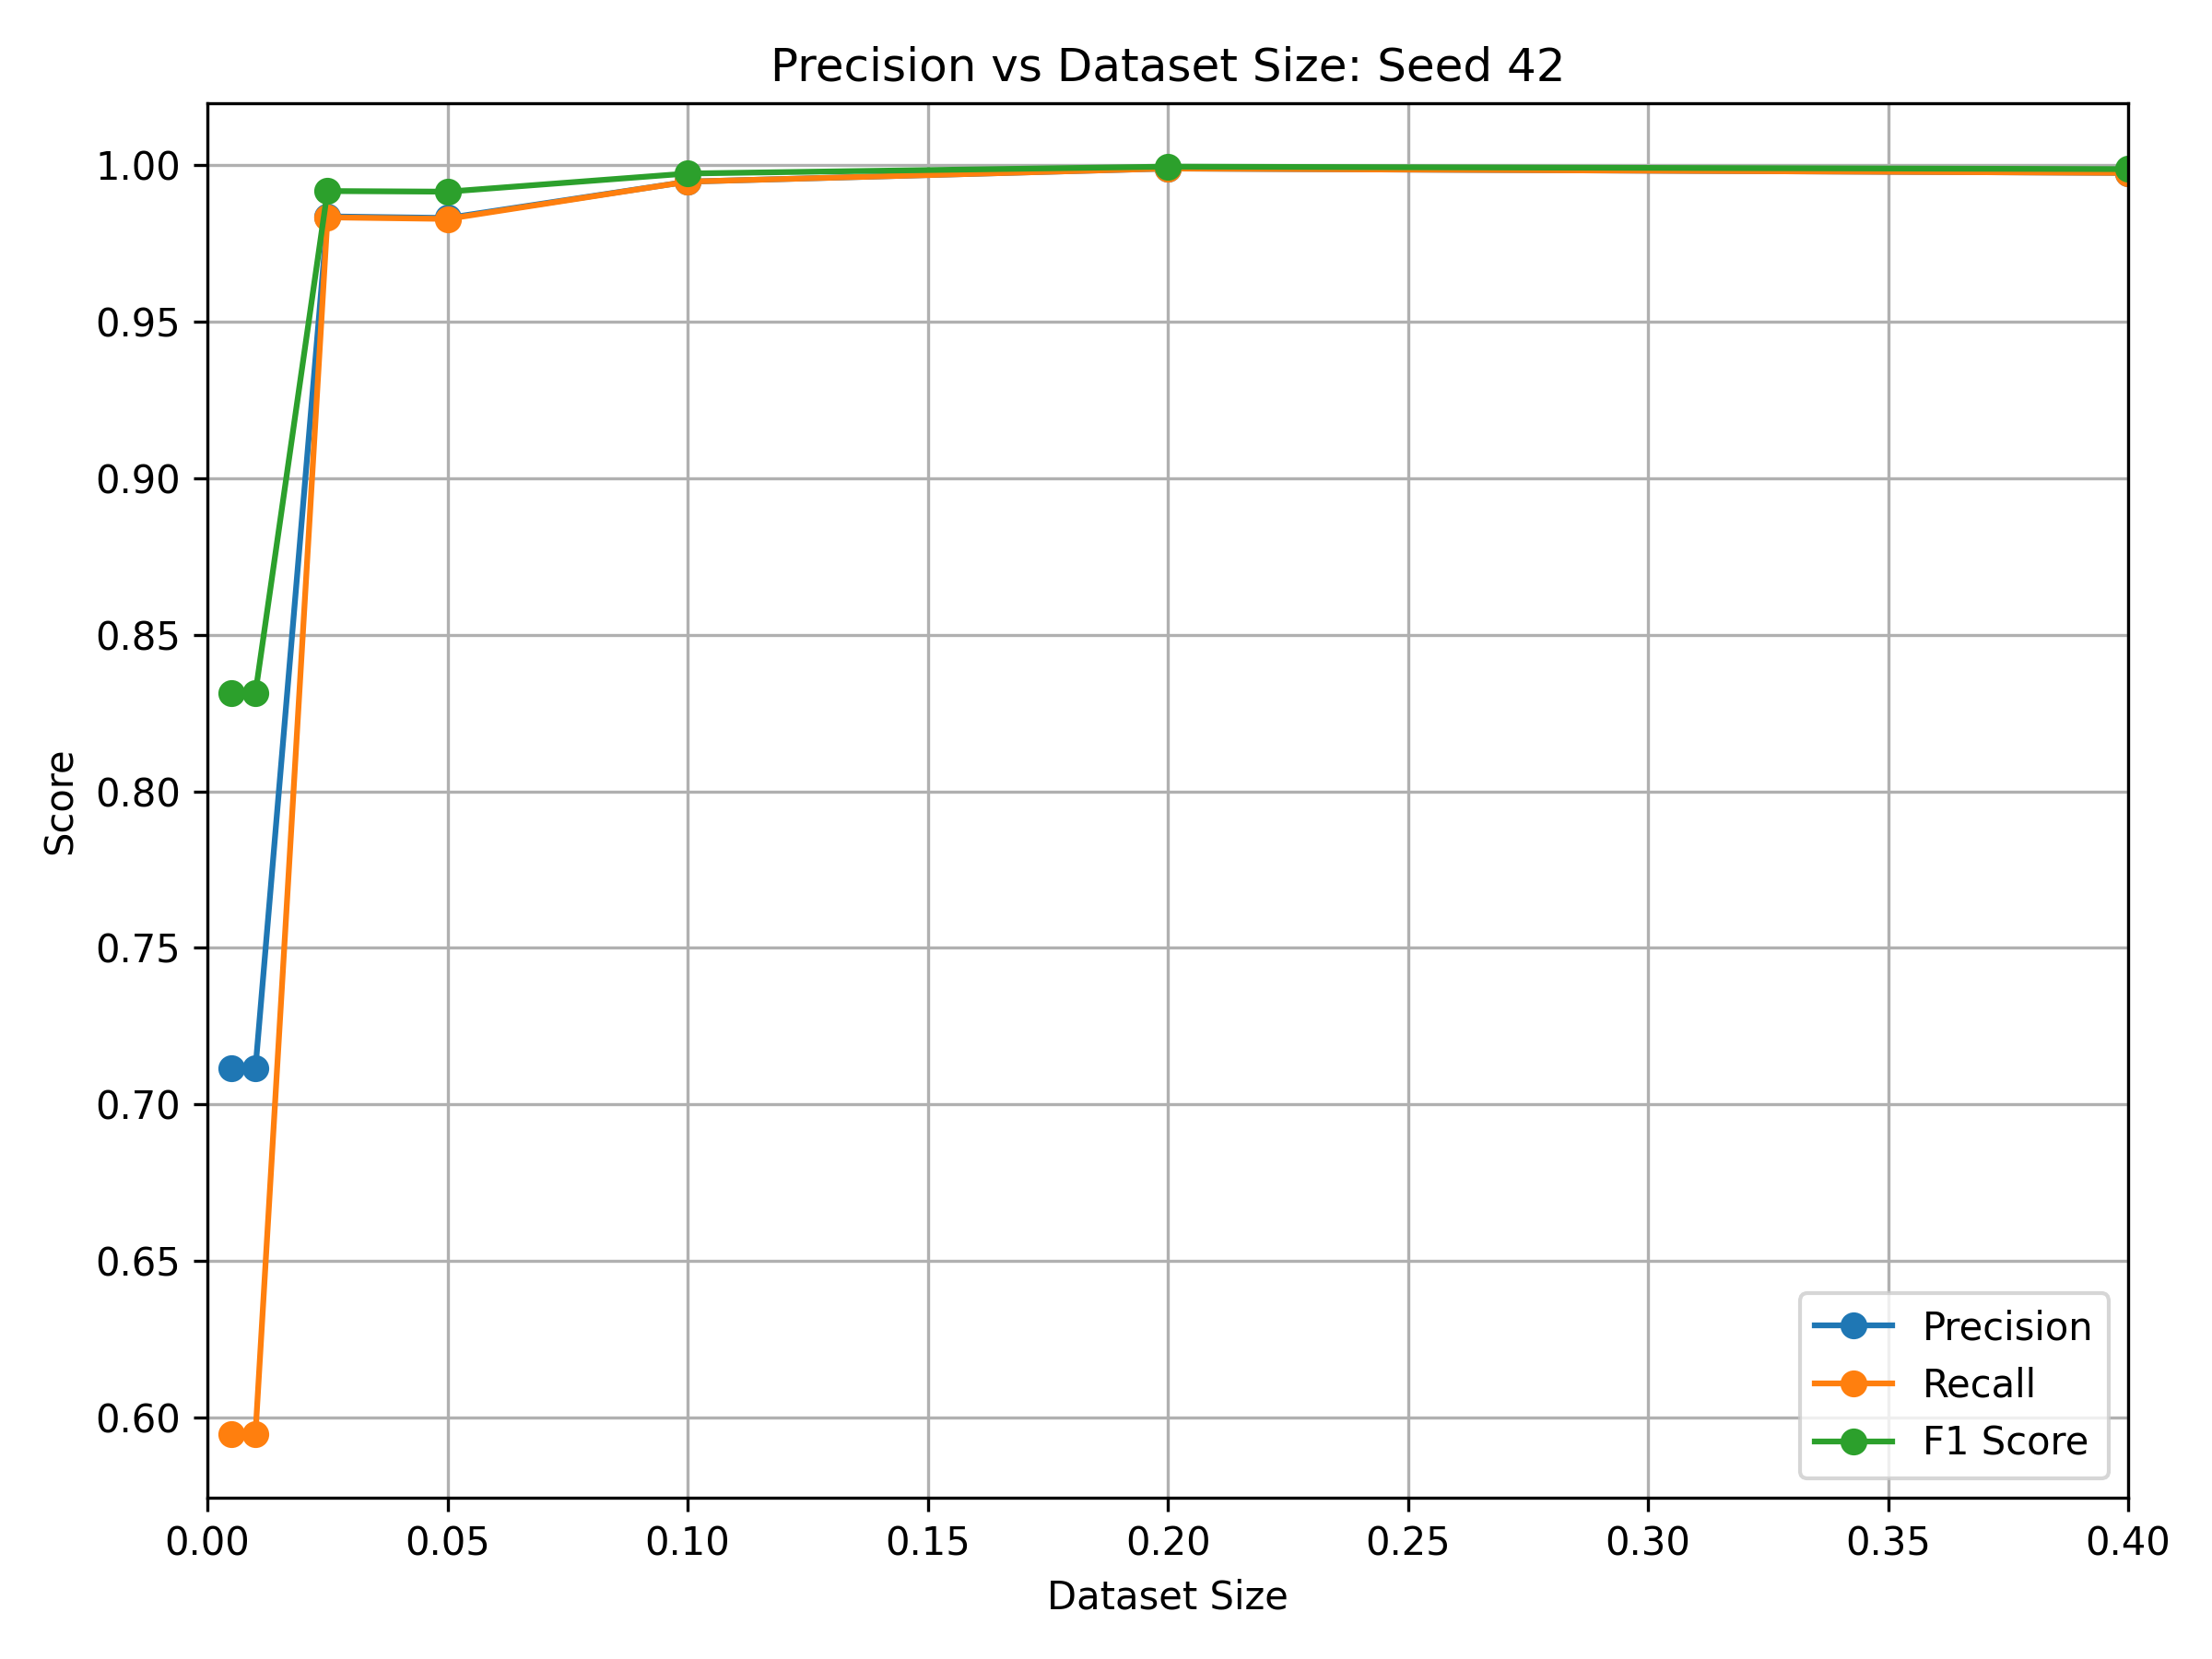 Precision vs Dataset Size: Seed 42
1.00
0.95
0.90
0.85
0.80
0.75
0.70
0.65
0.60
Score
Precision
Recall
F1 Score
0.00 0.05 0.10 0.15 0.20 0.25 0.30 0.35 0.40
Dataset Size